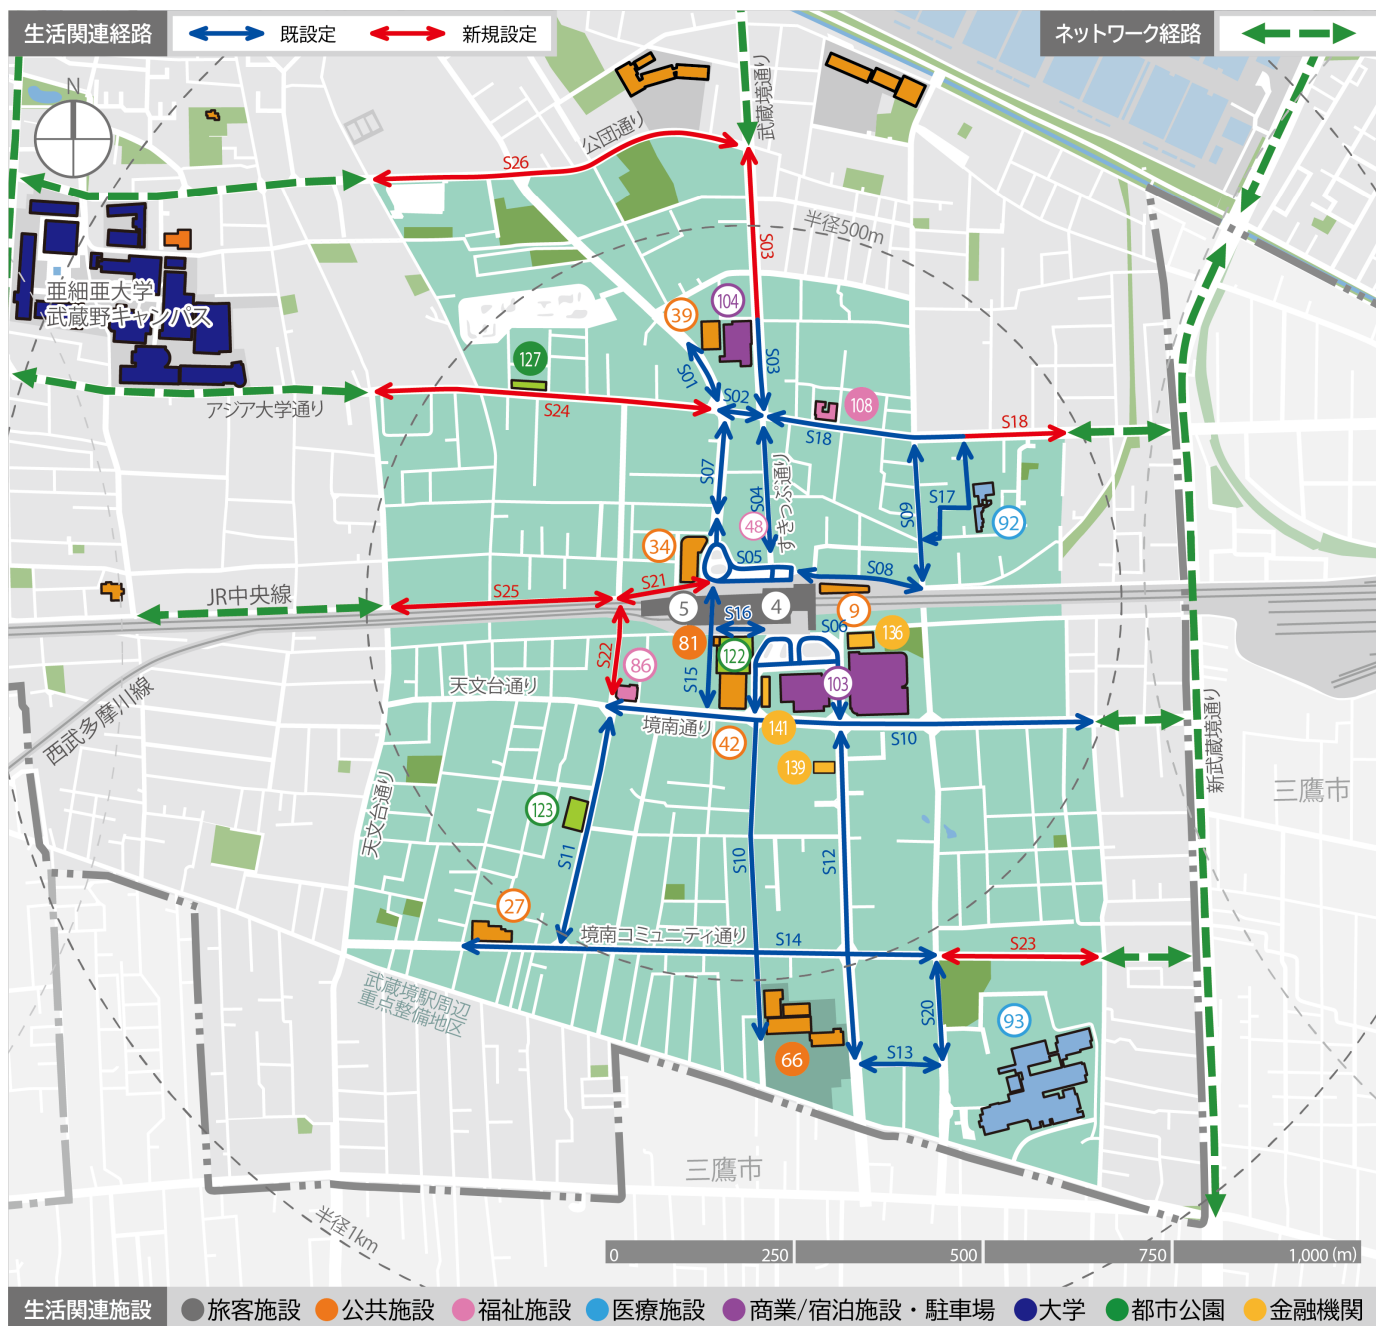 生活関連経路
既設定
新規設定
ネットワーク経路
N
公団通り
武蔵境通り
S26
半径500m
S03
亜細亜大学
武蔵野キャンパス
104
39
127
S01
S03
S02
108
アジア大学通り
S24
S18
S18
S07
S04
すきっぷ通り
S09
S17
48
92
34
S05
S08
S21
S25
JR中央線
5
S16
4
9
81
S06
136
122
S22
86
S15
103
天文台通り
西武多摩川線
境南通り
141
S10
42
139
新武蔵境通り
三鷹市
天文台通り
123
S11
S10
S12
27
境南コミュニティ通り
S14
S23
武蔵境駅周辺
重点整備地区
S20
93
66
S13
三鷹市
半径1km
0
250
500
750
1,000 (m)
生活関連施設
旅客施設
公共施設
福祉施設
医療施設
商業/宿泊施設・駐車場
大学
都市公園
金融機関